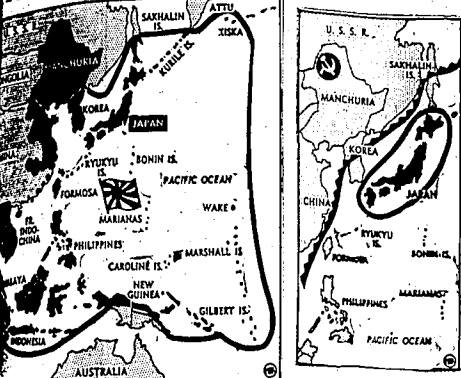 U. S. S. R.
ATTU
SAKHALIN
IS.
KISKA
KURILE IS.
MANCHURIA
KOREA
JAPAN
RYUKYU
IS.
BONIN IS.
FORMOSA
PACIFIC OCEAN
MARIANAS
WAKE
FR.
INDO-
CHINA
PHILIPPINES
MARSHALL IS.
CAROLINE IS.
NEW
GUINEA
GILBERT IS.
INDONESIA
AUSTRALIA
U. S. S. R.
SAKHALIN
IS.
MANCHURIA
KOREA
CHINA
JAPAN
RYUKYU
IS.
FORMOSA
BONIN IS.
MARIANAS
PHILIPPINES
PACIFIC OCEAN